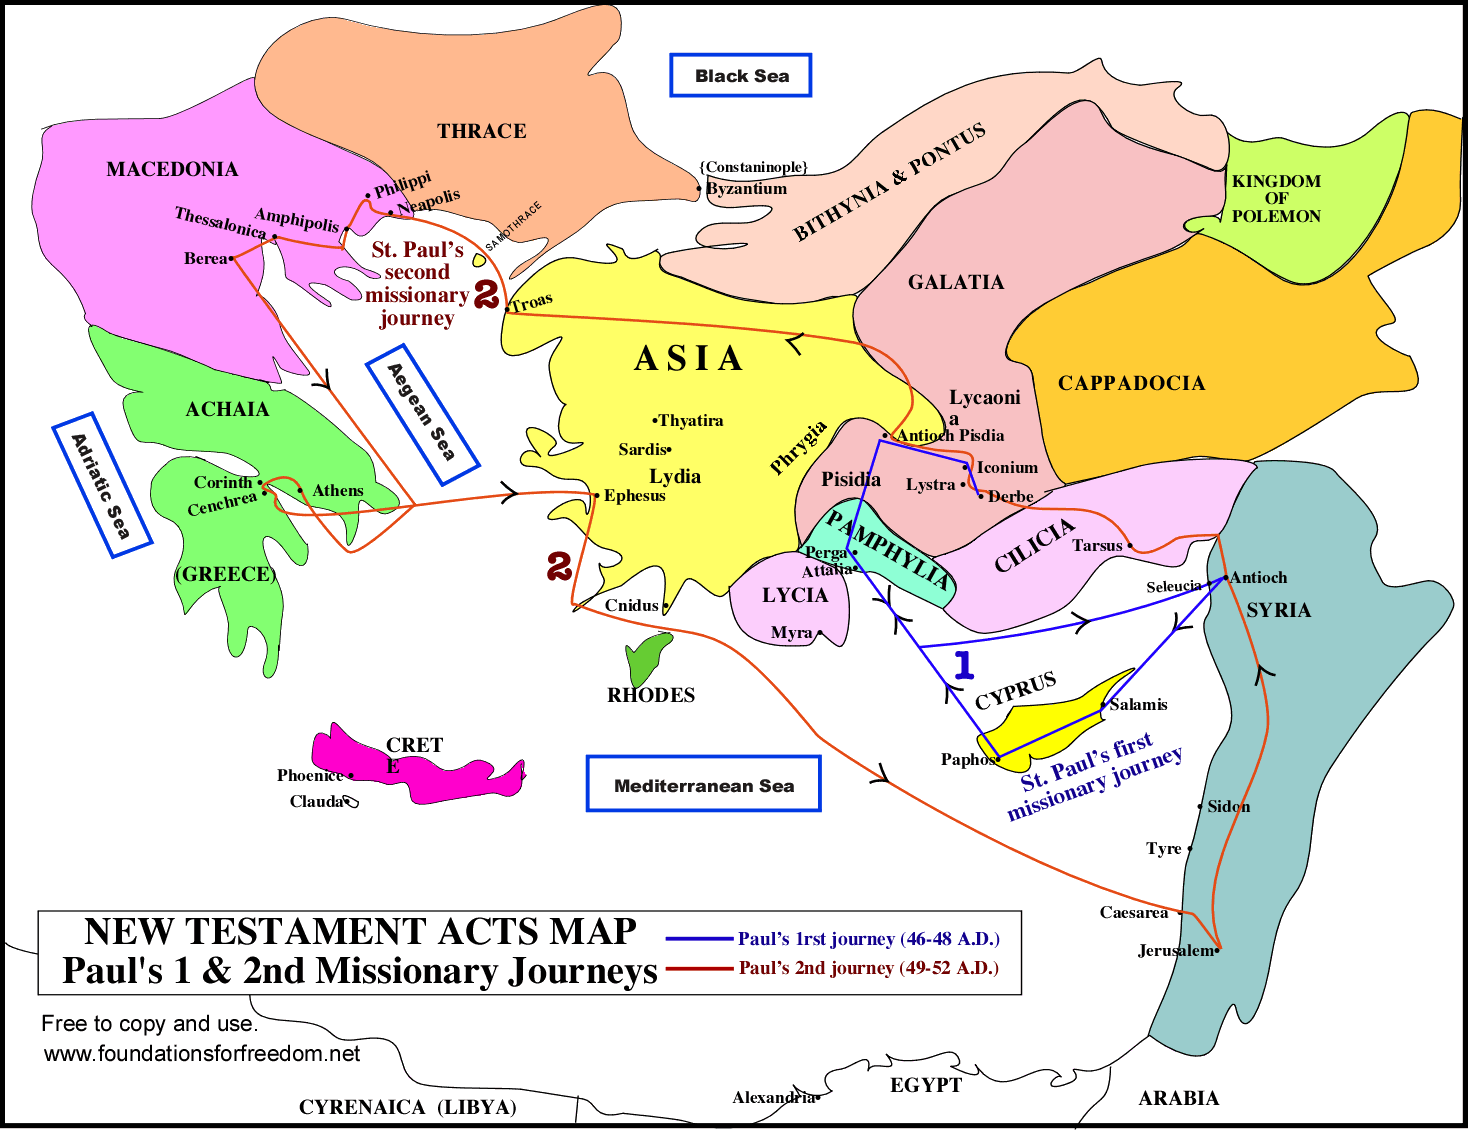 Black Sea
THRACE
MACEDONIA
{Constaninople}
Byzantium
BITHYNIA & PONTUS
KINGDOM
OF
POLEMON
Philippi
Neapolis
Amphipolis
Thessalonica
Berea
SAMOTHRACE
St. Paul's
second
missionary
journey
2
Troas
GALATIA
ASIA
CAPPADOCIA
Lycaoni
a
Aegean Sea
ACHAIA
Adriatic Sea
Thyatira
Sardis
Lydia
Phrygia
Antioch Pisdia
Pisidia
Iconium
Lystra
Derbe
Corinth
Cenchrea
Athens
Ephesus
(GREECE)
2
PAMPHYLIA
Perga
Attalia
CILICIA
Tarsus
Seleucia
Antioch
SYRIA
LYCIA
Myra
Cnidus
RHODES
1
CYPRUS
Salamis
Paphos
St. Paul's first
missionary journey
CRET
E
Phoenice
Clauda
Mediterranean Sea
Sidon
Tyre
Caesarea
Jerusalem
NEW TESTAMENT ACTS MAP
Paul's 1 & 2nd Missionary Journeys
Paul's 1rst journey (46-48 A.D.)
Paul's 2nd journey (49-52 A.D.)
Free to copy and use.
www.foundationsforfreedom.net
CYRENAICA (LIBYA)
Alexandria
EGYPT
ARABIA